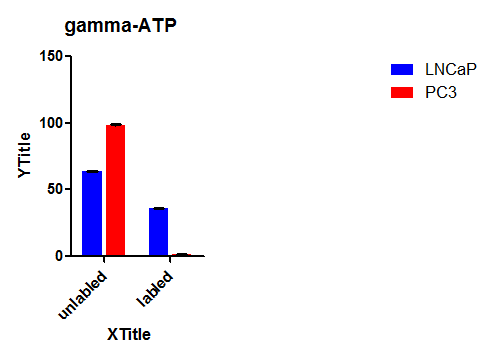 gamma-ATP
150
100
50
0
YTitle
unlabled
labled
XTitle
LNCaP
PC3